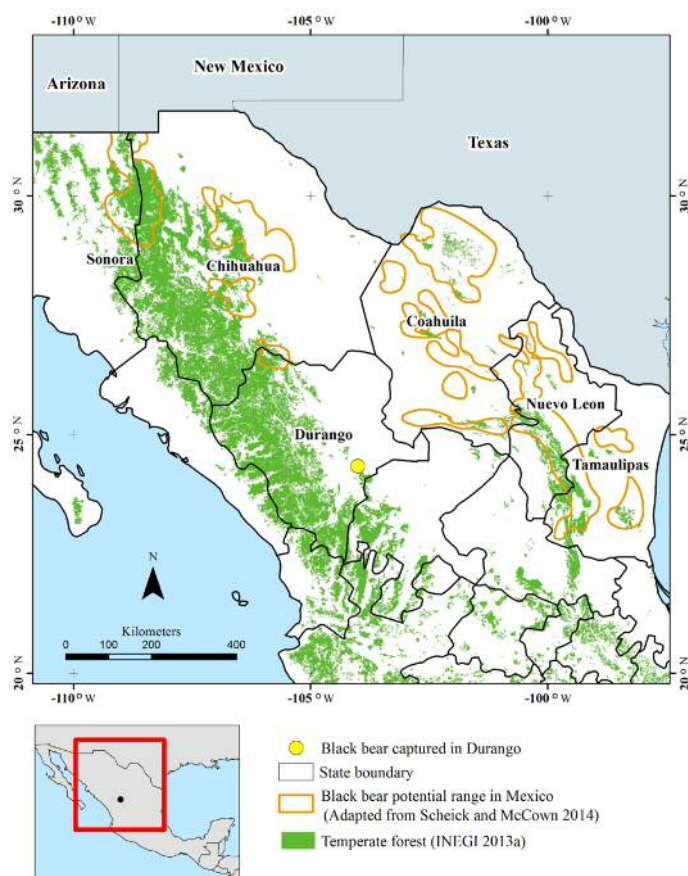 -110°W
-105°W
-100°W
New Mexico
Arizona
Texas
30°N
30°N
Sonora
Chihuahua
Coahuila
Nuevo Leon
25°N
Durango
25°N
Tamaulipas
N
Kilometers
0 100 200 400
20°N
20°N
-110°W
-105°W
-100°W
Black bear captured in Durango
State boundary
Black bear potential range in Mexico
(Adapted from Scheick and McCown 2014)
Temperate forest (INEGI 2013a)